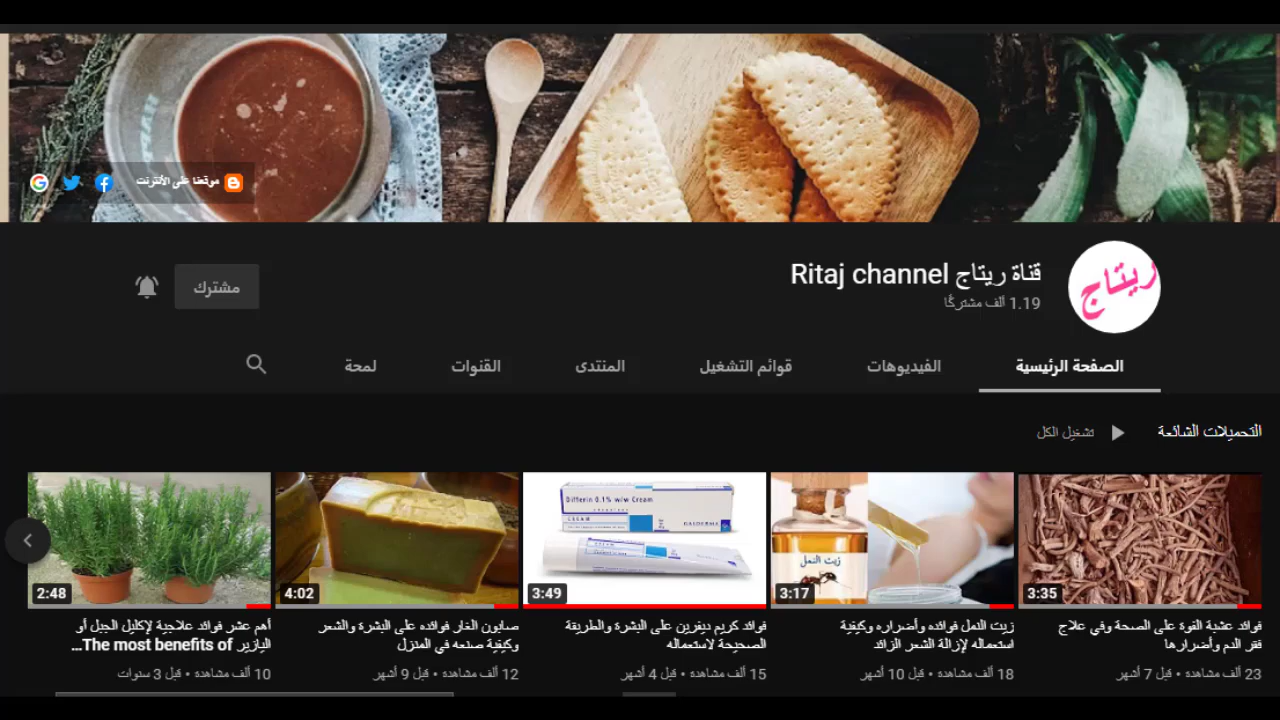 موقعنا على الأنترنت
قناة ريتاج Ritaj channel
1.19 ألف مشتركًا
مشترك
ريتاج
الصفحة الرئيسية
الفيديوهات
قوائم التشغيل
المنتدى
القنوات
لمحة
التحميلات الشائعة
تشغيل الكل
3:35
فوائد عشبة الفوة على الصحة وفي علاج
فقر الدم وأضرارها
23 ألف مشاهدة • قبل 7 أشهر
زيت النمل
3:17
زيت النمل فوائده وأضراره وكيفية
استعماله لإزالة الشعر الزائد
18 ألف مشاهدة • قبل 10 أشهر
Differin 0.1% w/w Cream
CREAM
GALDERMA
3:49
فوائد كريم ديفرين على البشرة والطريقة
الصحيحة لاستعماله
15 ألف مشاهدة • قبل 4 أشهر
4:02
صابون الغار فوائده على البشرة والشعر
وكيفية صنعه في المنزل
12 ألف مشاهدة • قبل 9 أشهر
2:48
أهم عشر فوائد علاجية لإكليل الجبل أو
اليازير The most benefits of...
10 ألف مشاهدة • قبل 3 سنوات